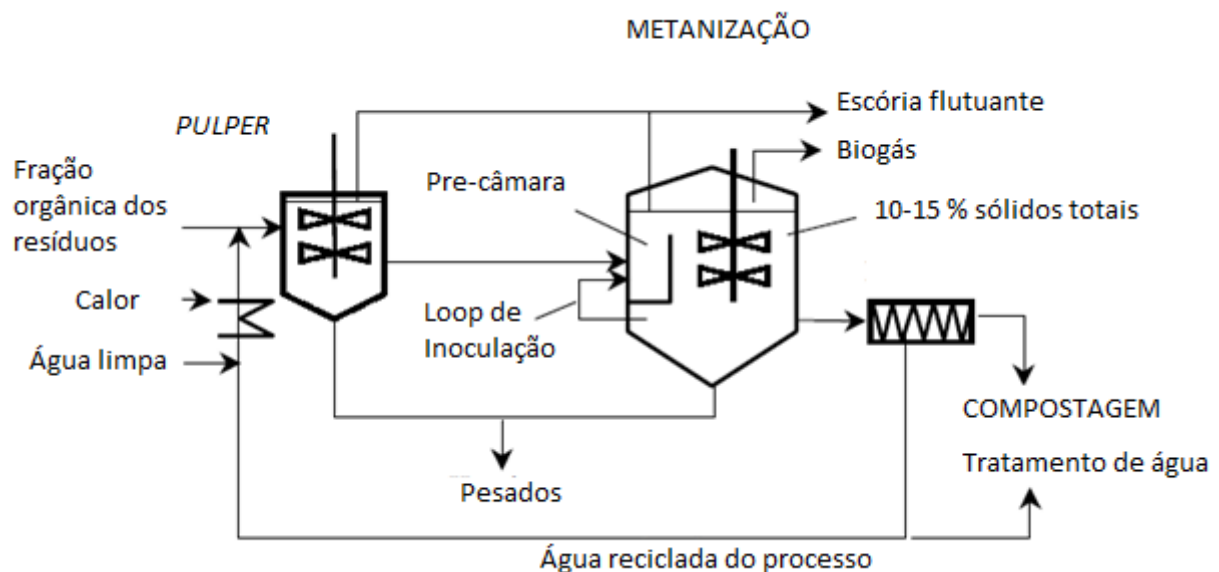 METANIZAÇÃO
Escória flutuante
PULPER
Biogás
Fração
orgânica dos
resíduos
Pre-câmara
10-15 % sólidos totais
Calor
Loop de
Inoculação
Água limpa
COMPOSTAGEM
Tratamento de água
Pesados
Água reciclada do processo